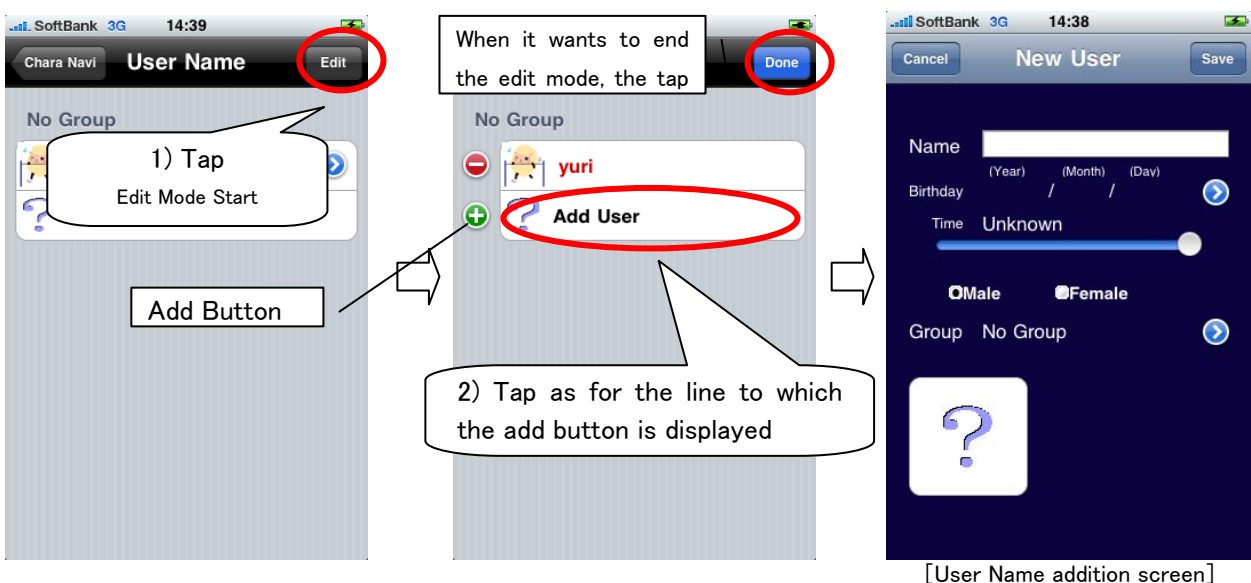 SoftBank 3G 14:39
Chara Navi User Name Edit
No Group
1) Tap
Edit Mode Start
Add Button
When it wants to end
the edit mode, the tap
Done
No Group
yuri
Add User
2) Tap as for the line to which
the add button is displayed
SoftBank 3G 14:38
Cancel New User Save
Name
(Year) (Month) (Day)
Birthday / /
Time Unknown
Male Female
Group No Group
?
[User Name addition screen]